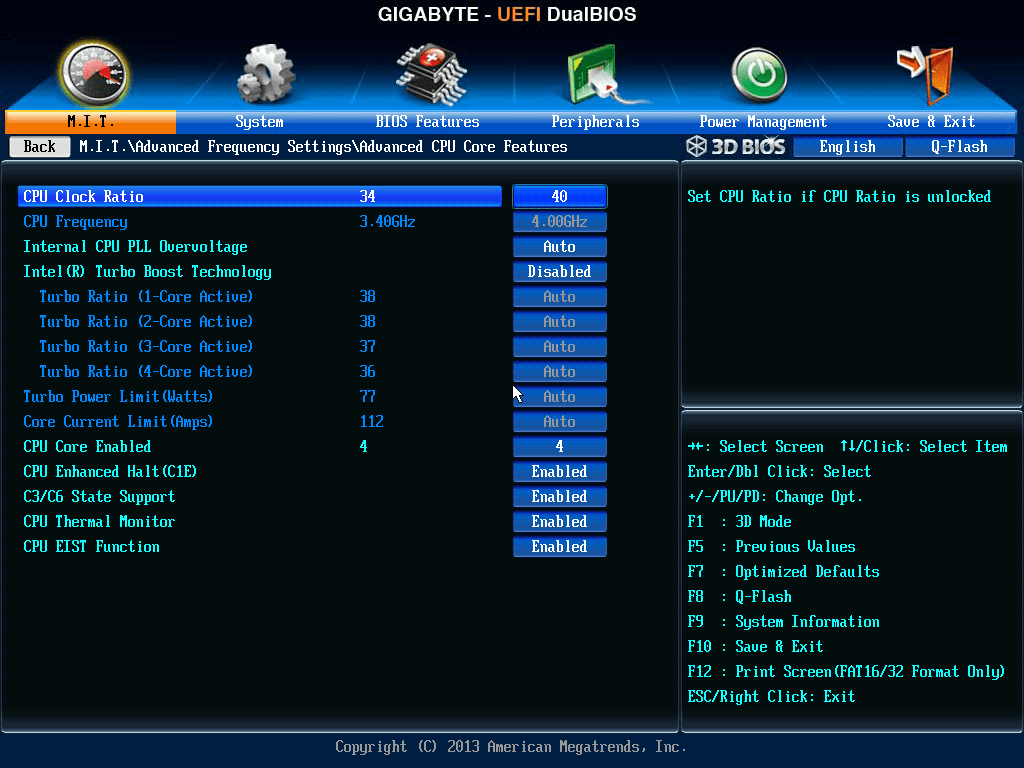 GIGABYTE - UEFI DualBIOS
M.I.T. System BIOS Features Peripherals Power Management Save & Exit
Back M.I.T.\Advanced Frequency Settings\Advanced CPU Core Features 3D BIOS English Q-Flash
CPU Clock Ratio 34 40
CPU Frequency 3.40GHz 4.00GHz
Internal CPU PLL Overvoltage Auto
Intel(R) Turbo Boost Technology Disabled
Turbo Ratio (1-Core Active) 38 Auto
Turbo Ratio (2-Core Active) 38 Auto
Turbo Ratio (3-Core Active) 37 Auto
Turbo Ratio (4-Core Active) 36 Auto
Turbo Power Limit(Watts) 77 Auto
Core Current Limit(Amps) 112 Auto
CPU Core Enabled 4 4
CPU Enhanced Halt(C1E) Enabled
C3/C6 State Support Enabled
CPU Thermal Monitor Enabled
CPU EIST Function Enabled
Set CPU Ratio if CPU Ratio is unlocked
→←: Select Screen ↑↓/Click: Select Item
Enter/Dbl Click: Select
+/-/PU/PD: Change Opt.
F1 : 3D Mode
F5 : Previous Values
F7 : Optimized Defaults
F8 : Q-Flash
F9 : System Information
F10 : Save & Exit
F12 : Print Screen(FAT16/32 Format Only)
ESC/Right Click: Exit
Copyright (C) 2013 American Megatrends, Inc.